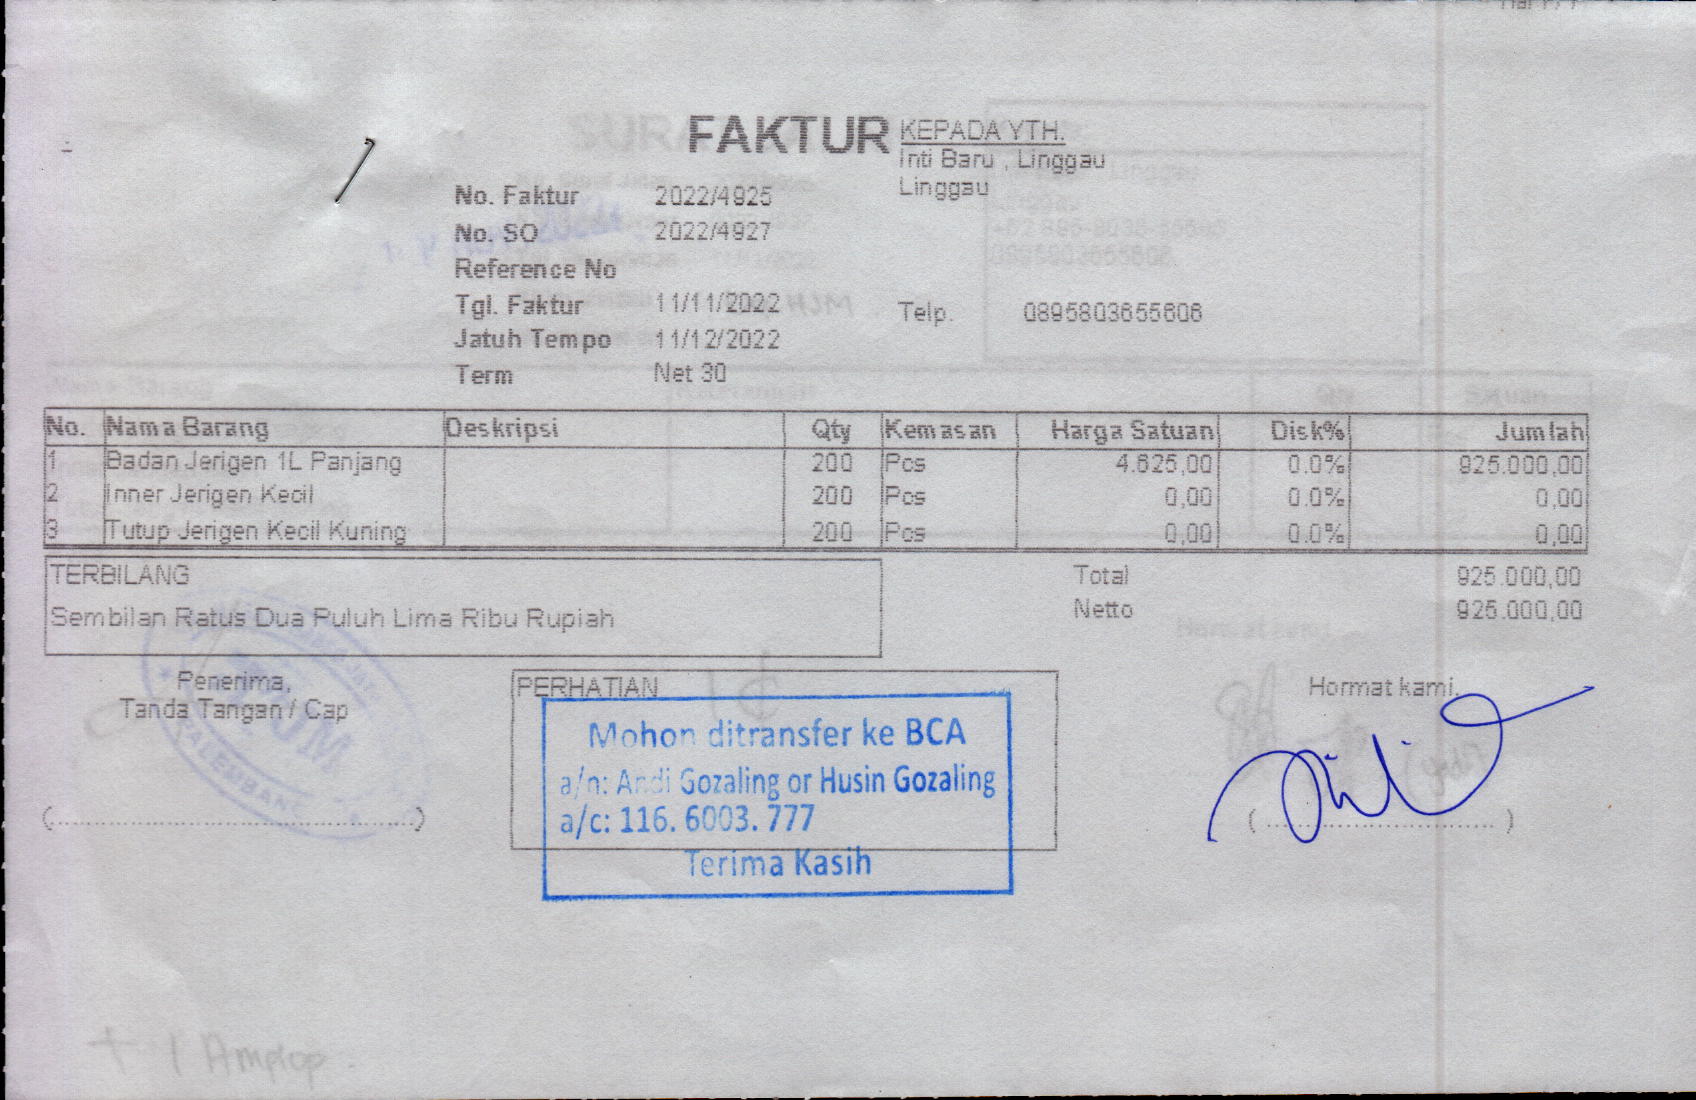 FAKTUR
KEPADA YTH.
Inti Baru , Linggau
Linggau
No. Faktur 2022/4925
No. SO 2022/4927
Reference No
Tgl. Faktur 11/11/2022
Telp. 0895803655606
Jatuh Tempo 11/12/2022
Term Net 30
No. Nama Barang Deskripsi Qty Kemasan Harga Satuan Disk% Jumlah
1 Badan Jerigen 1L Panjang 200 Pcs 4.625,00 0.0% 925.000,00
2 Inner Jerigen Kecil 200 Pcs 0,00 0.0% 0,00
3 Tutup Jerigen Kecil Kuning 200 Pcs 0,00 0.0% 0,00
TERBILANG
Sembilan Ratus Dua Puluh Lima Ribu Rupiah
Total 925.000,00
Netto 925.000,00
Penerima,
Tanda Tangan / Cap
PALEMBANG
PERHATIAN
Mohon ditransfer ke BCA
a/n: Andi Gozaling or Husin Gozaling
a/c: 116. 6003. 777
Terima Kasih
Hormat kami,
(........................................)
( .............................. )
+ 1 Amplop